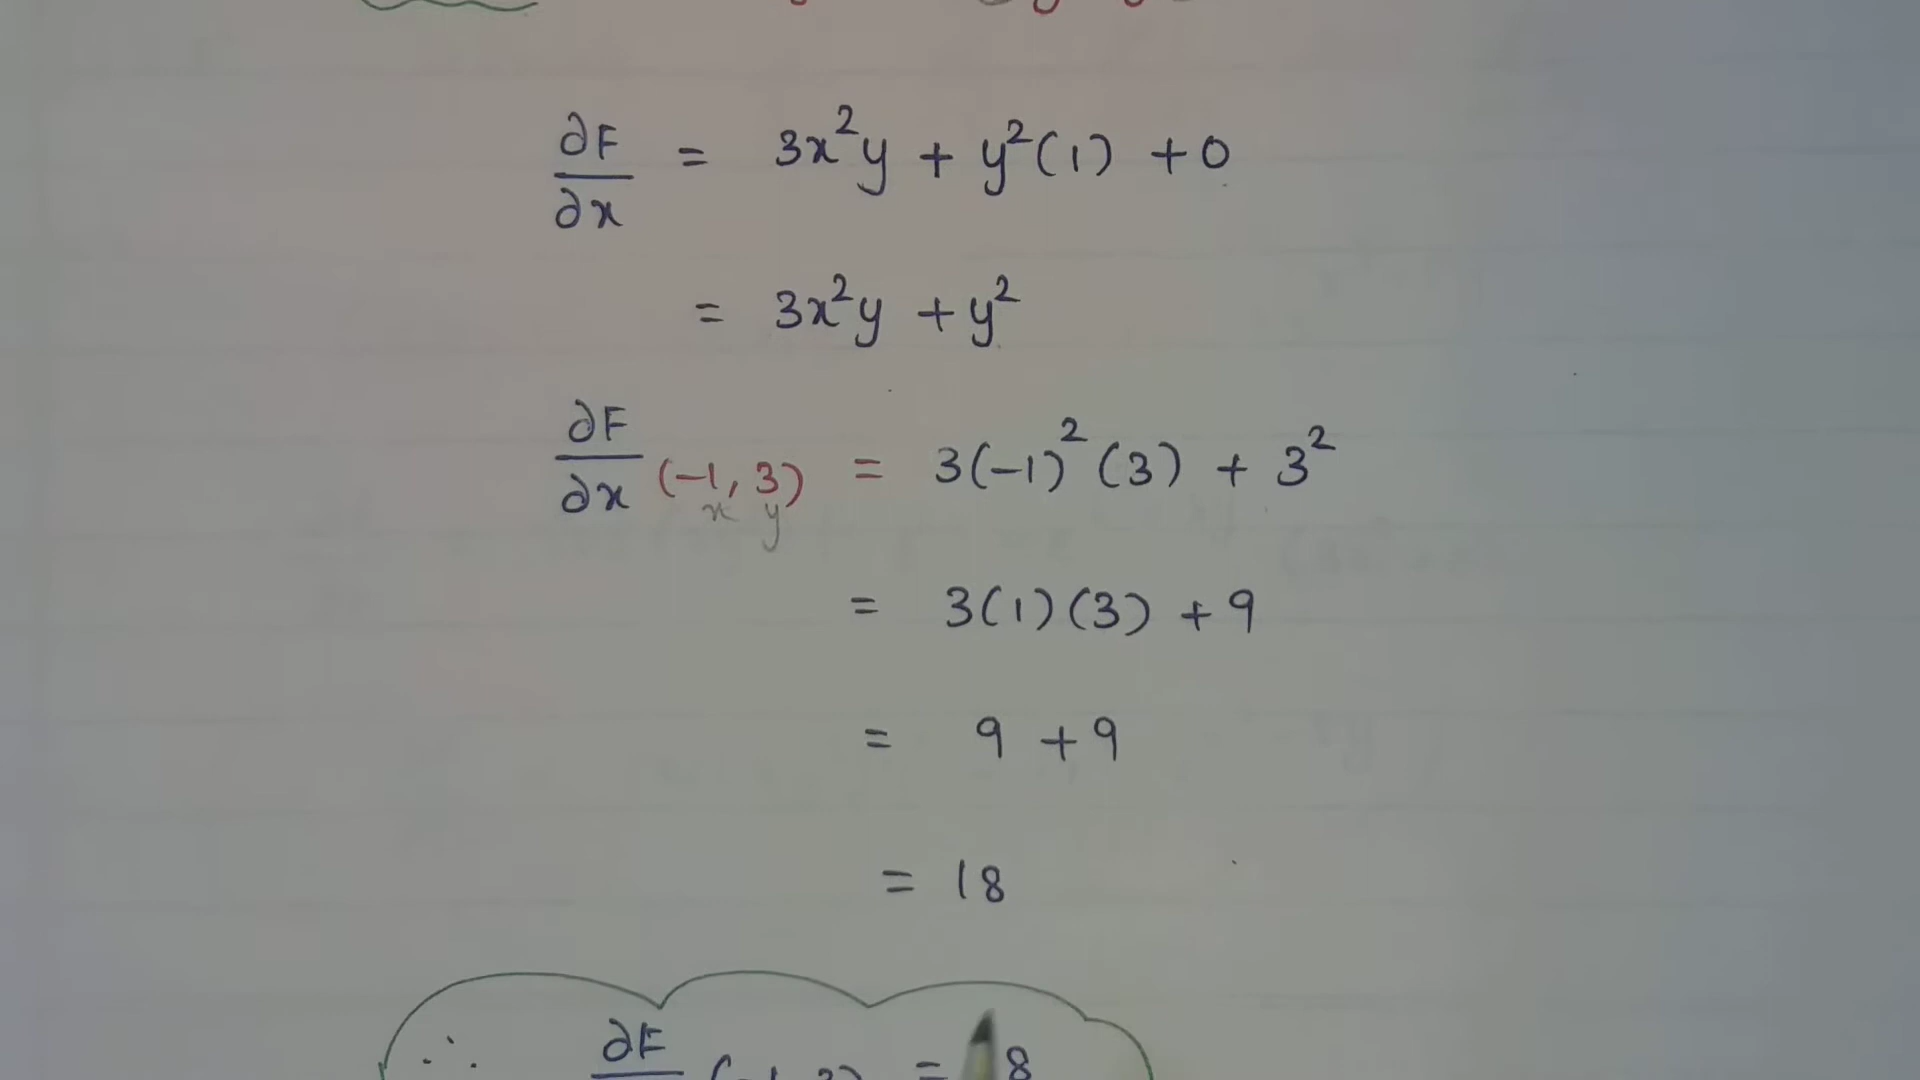 ∂F/∂x = 3x²y + y²(1) + 0
= 3x²y + y²
∂F/∂x (-1, 3) = 3(-1)²(3) + 3²
x y
= 3(1)(3) + 9
= 9 + 9
= 18
∴ ∂F = 8